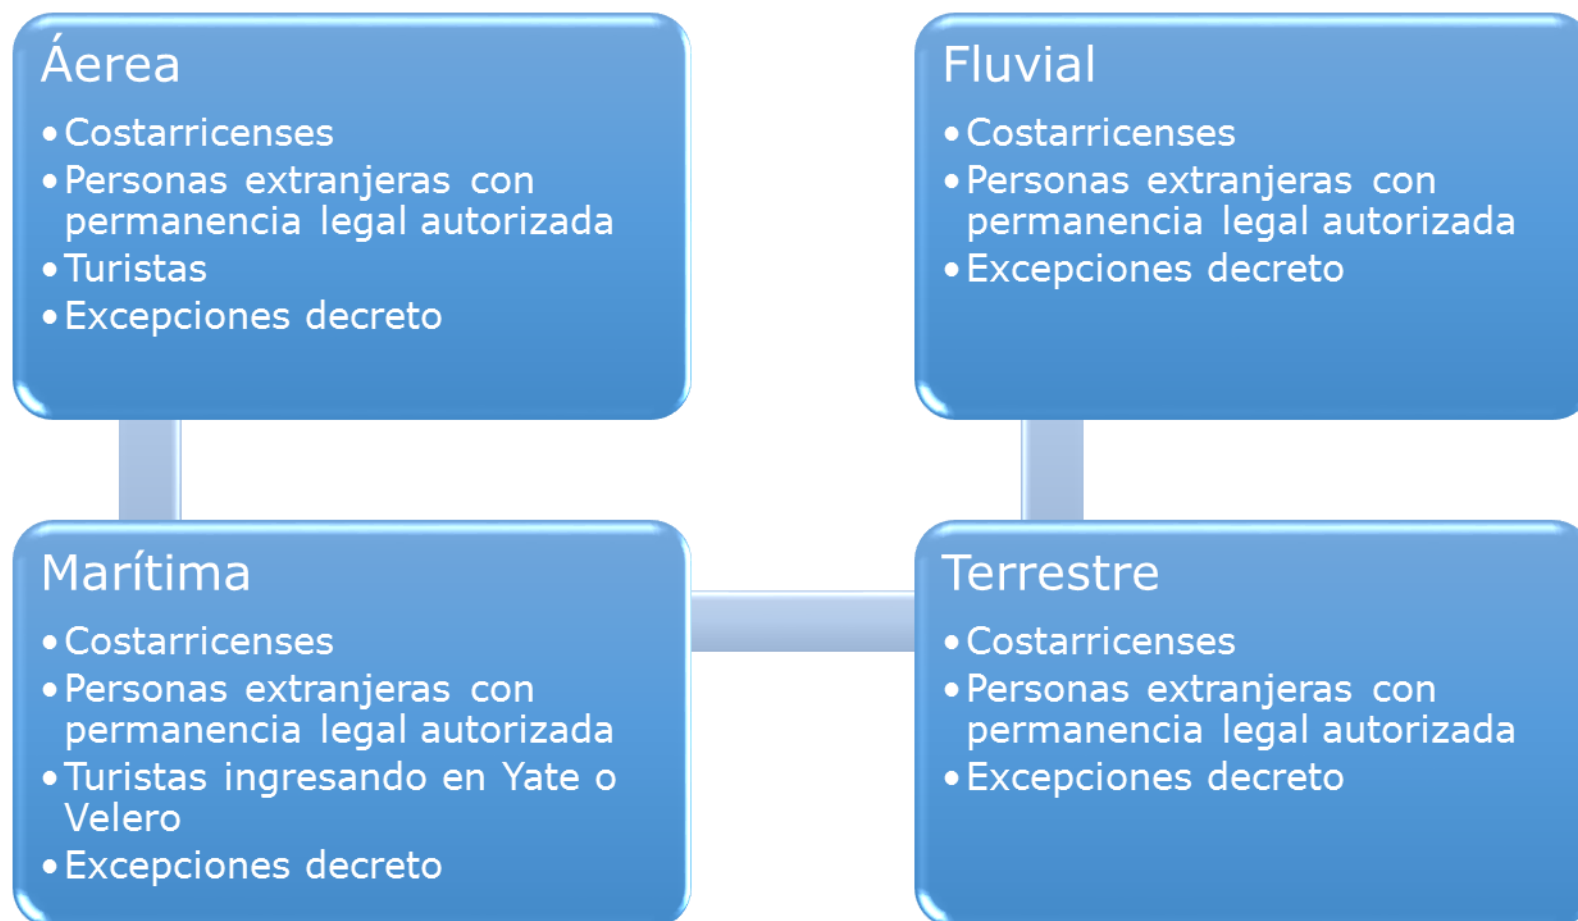 Áerea
•Costarricenses
•Personas extranjeras con
permanencia legal autorizada
•Turistas
•Excepciones decreto
Marítima
•Costarricenses
•Personas extranjeras con
permanencia legal autorizada
•Turistas ingresando en Yate o
Velero
•Excepciones decreto
Terrestre
•Costarricenses
•Personas extranjeras con
permanencia legal autorizada
•Excepciones decreto
Fluvial
•Costarricenses
•Personas extranjeras con
permanencia legal autorizada
•Excepciones decreto